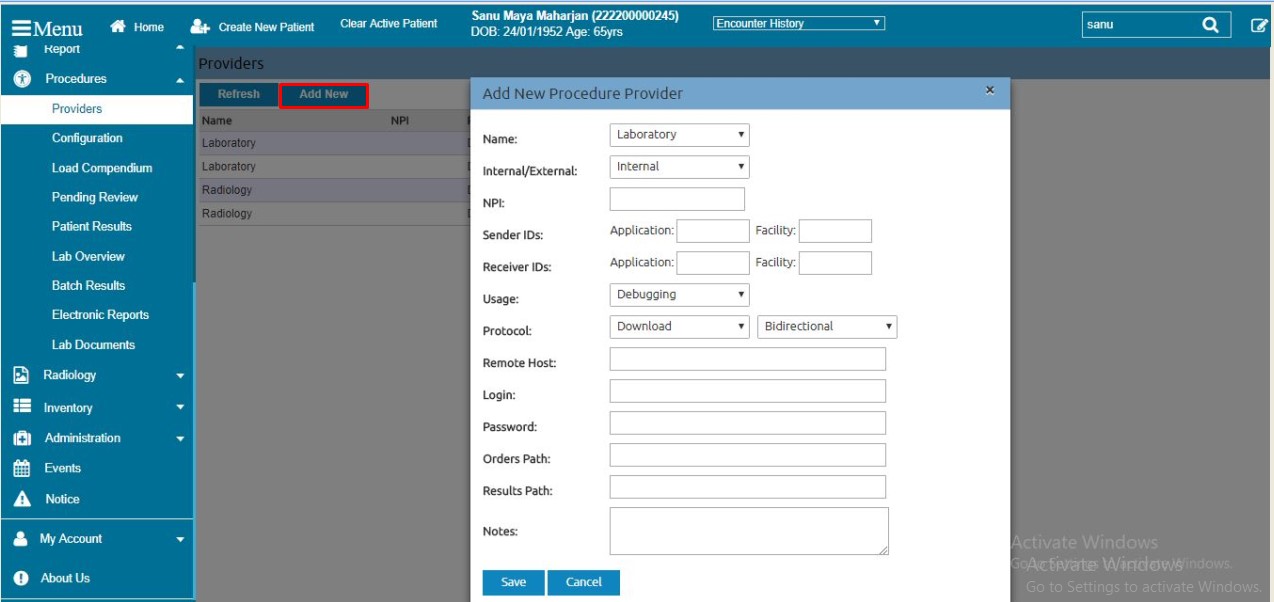 Menu
Home
Create New Patient
Clear Active Patient
Sanu Maya Maharjan (222200000245)
DOB: 24/01/1952 Age: 65yrs
Encounter History
sanu
Report
Procedures
Providers
Configuration
Load Compendium
Pending Review
Patient Results
Lab Overview
Batch Results
Electronic Reports
Lab Documents
Radiology
Inventory
Administration
Events
Notice
My Account
About Us
Providers
Refresh
Add New
Name NPI
Laboratory
Laboratory
Radiology
Radiology
Add New Procedure Provider
Name: Laboratory
Internal/External: Internal
NPI:
Sender IDs: Application: Facility:
Receiver IDs: Application: Facility:
Usage: Debugging
Protocol: Download Bidirectional
Remote Host:
Login:
Password:
Orders Path:
Results Path:
Notes:
Save Cancel
Activate Windows
Activate Windows
Go to Settings to activate Windows.